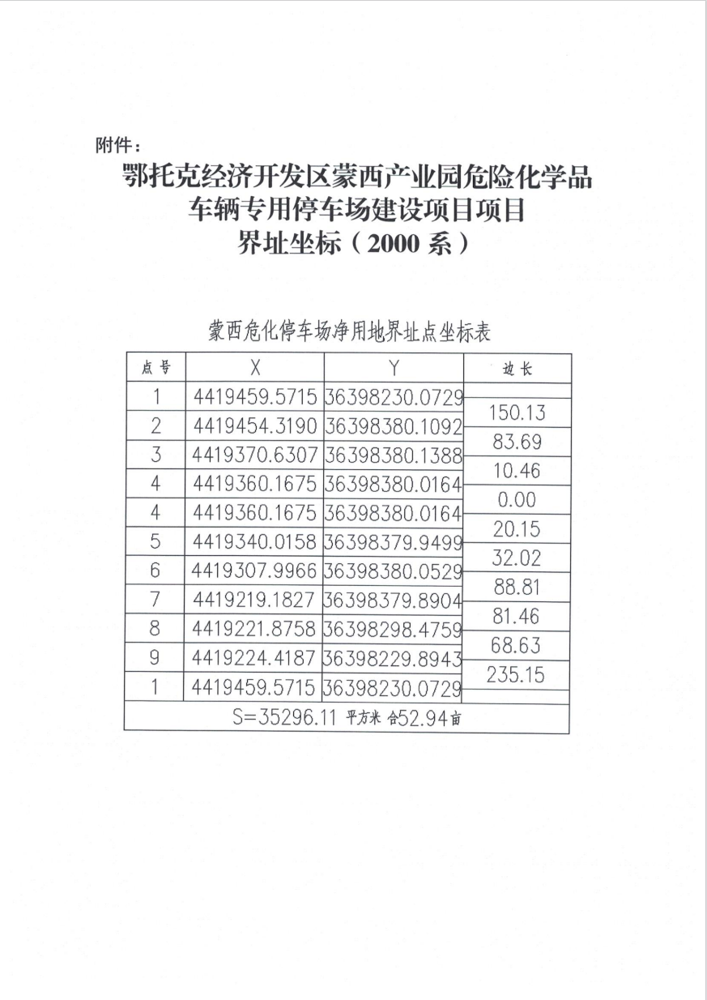 附件：
鄂托克经济开发区蒙西产业园危险化学品
车辆专用停车场建设项目项目
界址坐标（2000 系）
蒙西危化停车场净用地界址点坐标表
点号 X Y 边长
1 4419459.5715 36398230.0729
150.13
2 4419454.3190 36398380.1092
83.69
3 4419370.6307 36398380.1388
10.46
4 4419360.1675 36398380.0164
0.00
4 4419360.1675 36398380.0164
20.15
5 4419340.0158 36398379.9499
32.02
6 4419307.9966 36398380.0529
88.81
7 4419219.1827 36398379.8904
81.46
8 4419221.8758 36398298.4759
68.63
9 4419224.4187 36398229.8943
235.15
1 4419459.5715 36398230.0729
S=35296.11 平方米 合52.94亩